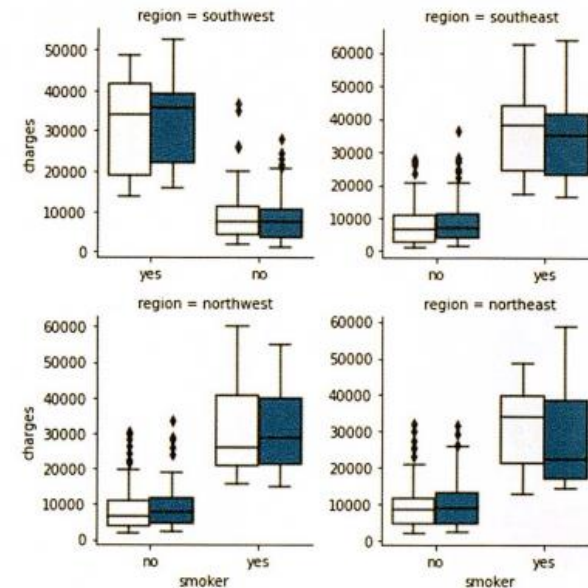 region = southwest
region = southeast
charges
50000
40000
30000
20000
10000
0
yes
no
60000
50000
40000
30000
20000
10000
0
no
yes
region = northwest
region = northeast
charges
60000
50000
40000
30000
20000
10000
0
no
yes
smoker
60000
50000
40000
30000
20000
10000
0
no
yes
smoker